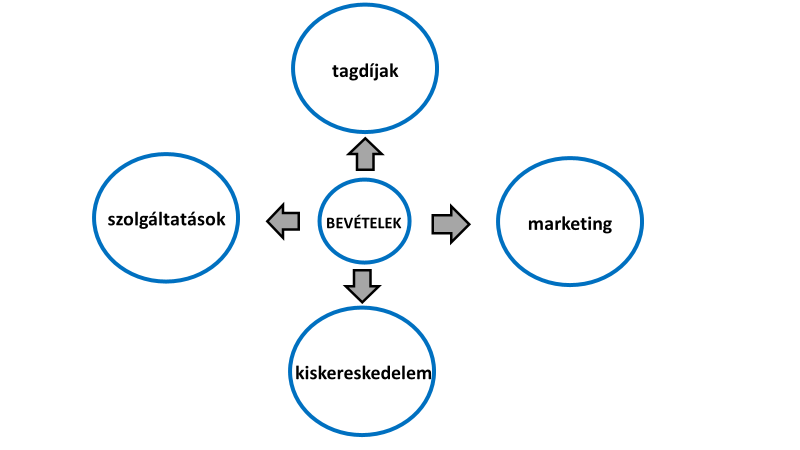 tagdíjak
szolgáltatások
BEVÉTELEK
marketing
kiskereskedelem